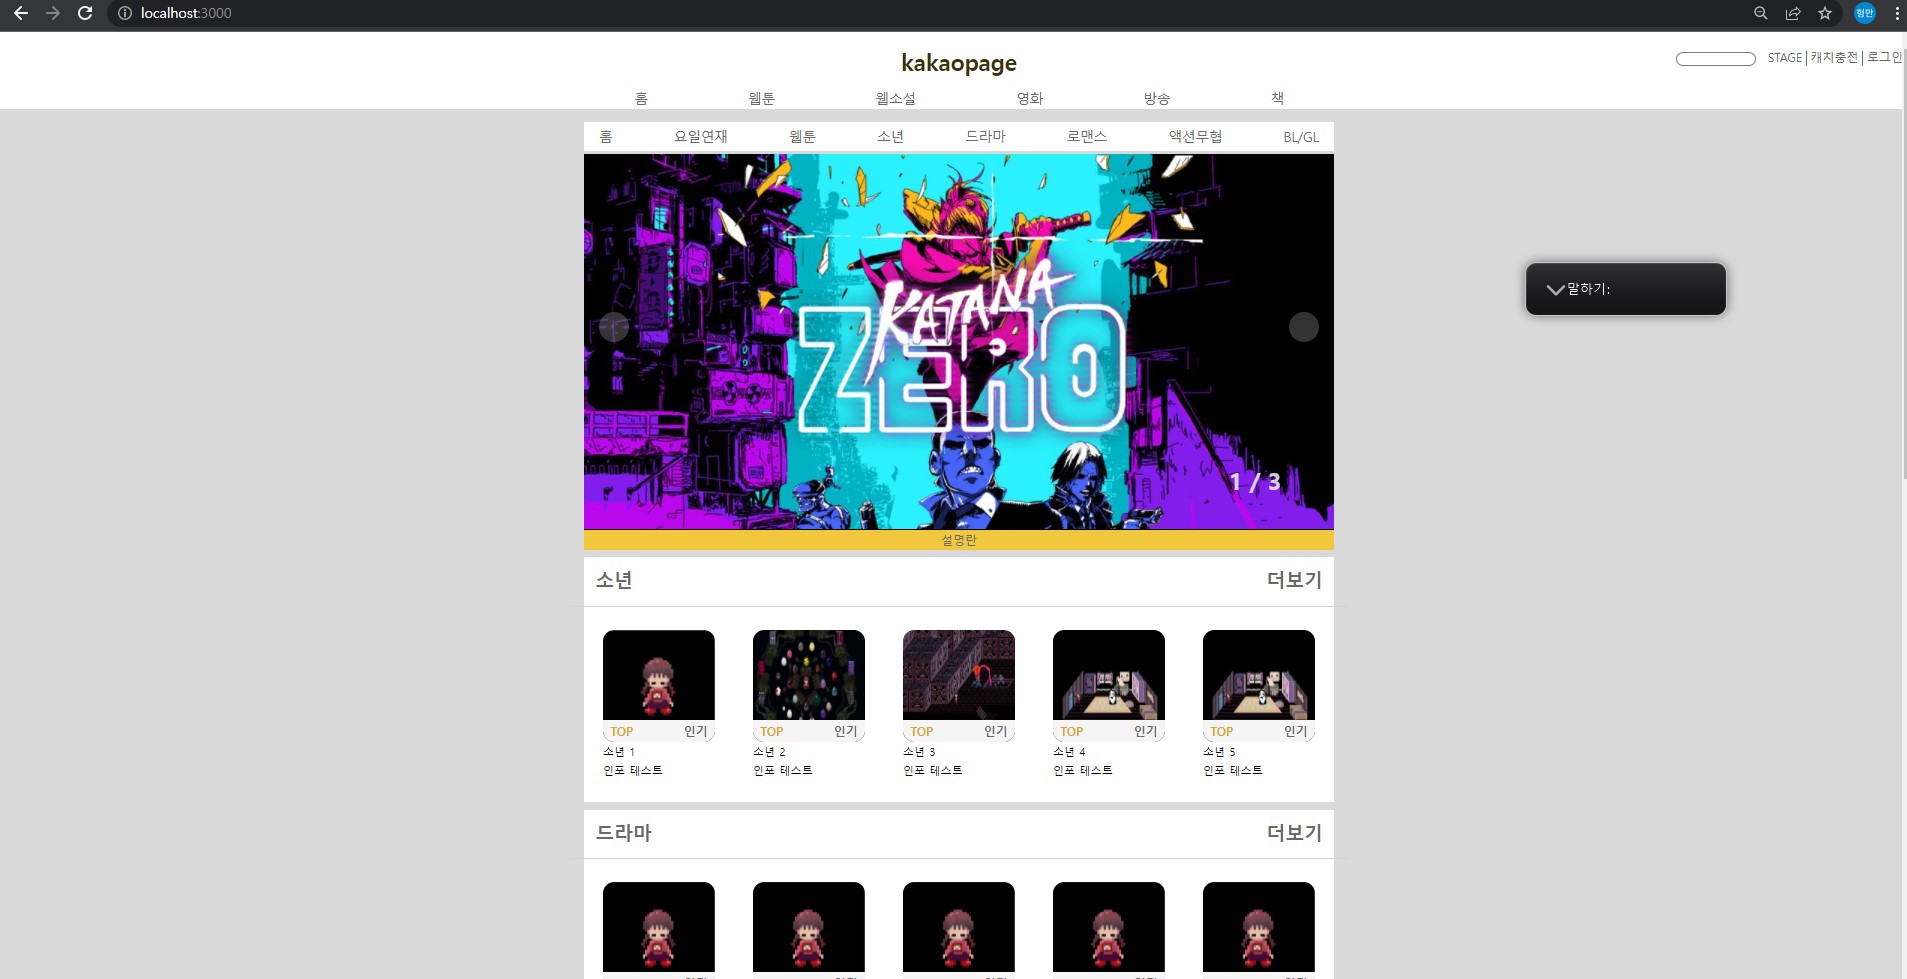 localhost:3000
형만
kakaopage
STAGE | 캐치충전 | 로그인
홈 웹툰 웹소설 영화 방송 책
홈 요일연재 웹툰 소년 드라마 로맨스 액션무협 BL/GL
KATANA
ZERO
1 / 3
설명란
말하기:
소년 더보기
TOP 인기 TOP 인기 TOP 인기 TOP 인기 TOP 인기
소년 1 소년 2 소년 3 소년 4 소년 5
인포 테스트 인포 테스트 인포 테스트 인포 테스트 인포 테스트
드라마 더보기